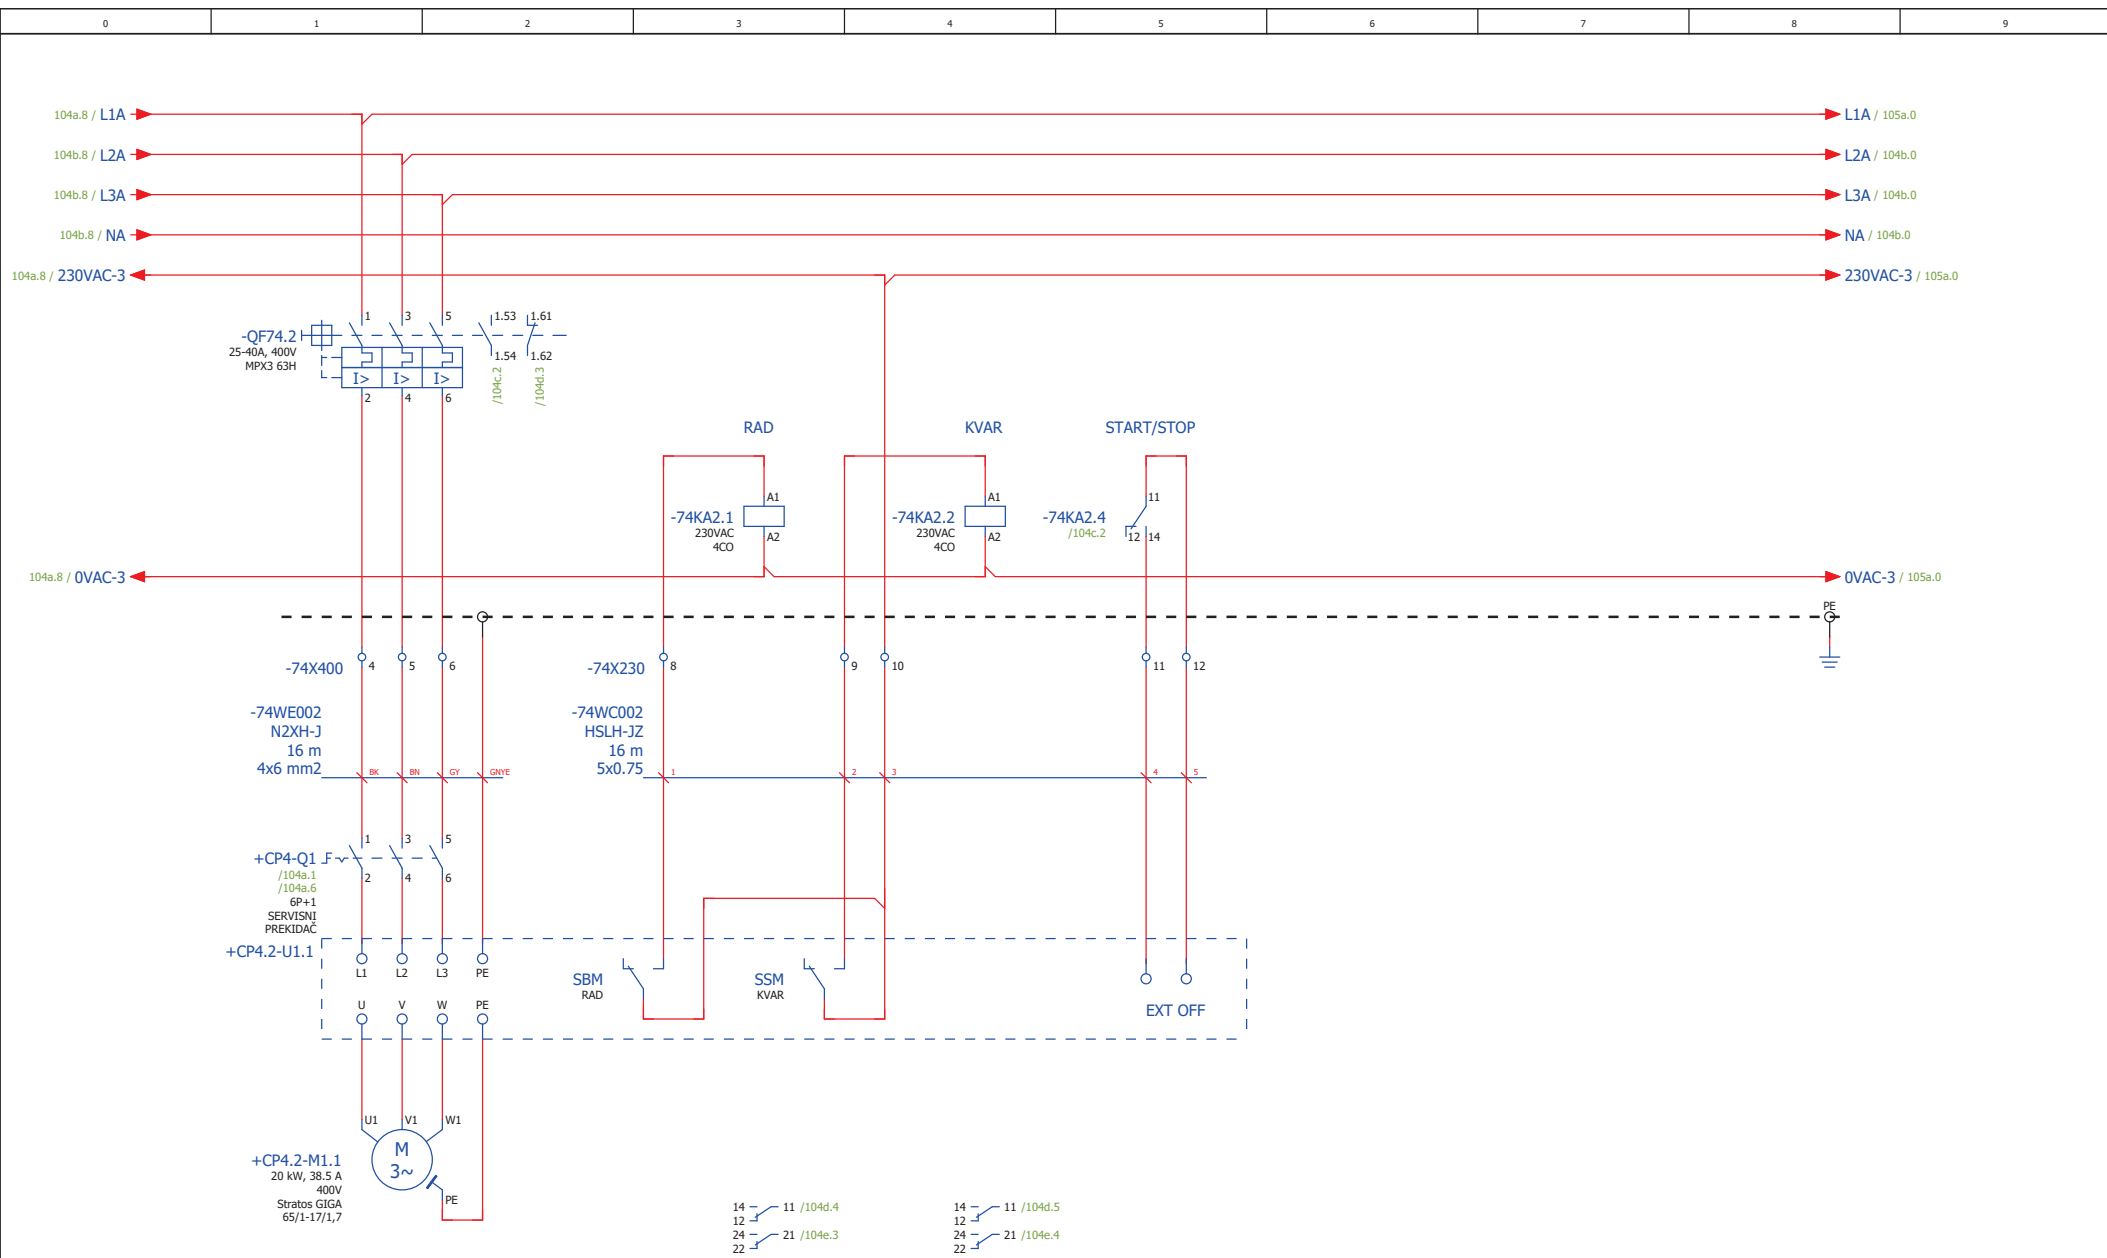 0 1 2 3 4 5 6 7 8 9
104a.8 / L1A
L1A / 105a.0
104b.8 / L2A
L2A / 104b.0
104b.8 / L3A
L3A / 104b.0
104b.8 / NA
NA / 104b.0
104a.8 / 230VAC-3
230VAC-3 / 105a.0
1 3 5 1.53 1.61
-QF74.2
25-40A, 400V
MPX3 63H
1.54 1.62
I> I> I>
2 4 6
/104c.2
/104d.3
RAD KVAR START/STOP
A1 A1 11
-74KA2.1
230VAC
4CO
A2
-74KA2.2
230VAC
4CO
A2
-74KA2.4
/104c.2
12 14
104a.8 / 0VAC-3
0VAC-3 / 105a.0
PE
-74X400 4 5 6
-74X230 8 9 10 11 12
-74WE002
N2XH-J
16 m
4x6 mm2
BK BN GY GNYE
-74WC002
HSLH-JZ
16 m
5x0.75
1 2 3 4 5
1 3 5
+CP4-Q1
/104a.1
/104a.6
6P+1
SERVISNI
PREKIDAČ
2 4 6
+CP4.2-U1.1
L1 L2 L3 PE
SBM
RAD
SSM
KVAR
U V W PE
EXT OFF
U1 V1 W1
M
3~
+CP4.2-M1.1
20 kW, 38.5 A
400V
Stratos GIGA
65/1-17/1,7
PE
14 11 /104d.4
12
24 21 /104e.3
22
14 11 /104d.5
12
24 21 /104e.4
22